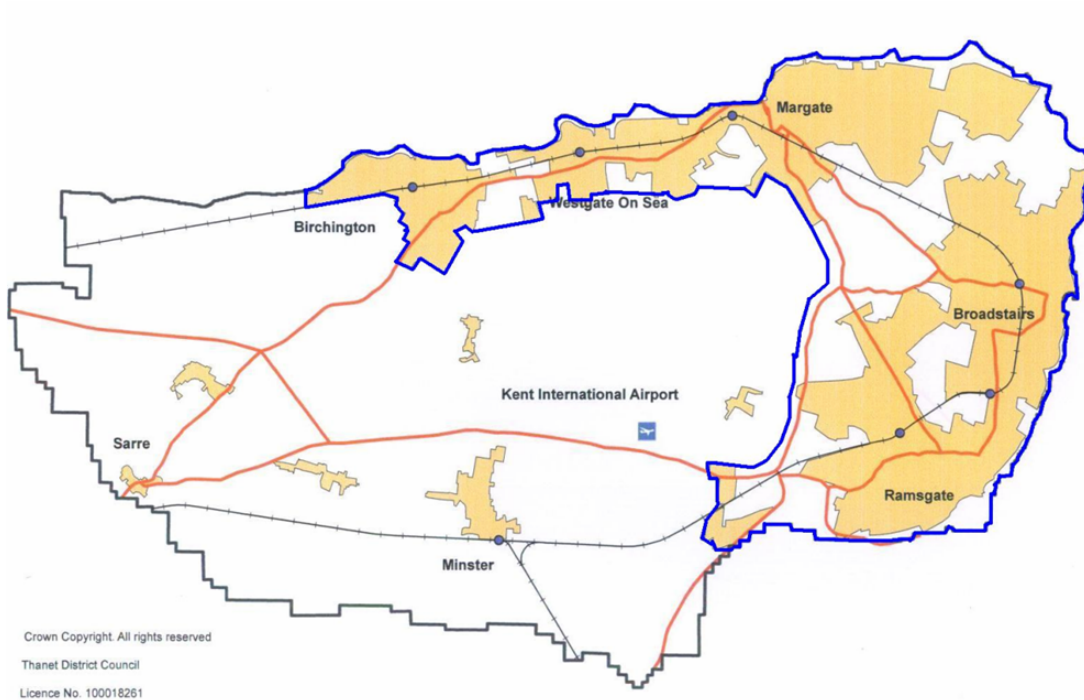 Margate
Westgate On Sea
Birchington
Broadstairs
Kent International Airport
Sarre
Ramsgate
Minster
Crown Copyright. All rights reserved
Thanet District Council
Licence No. 100018261